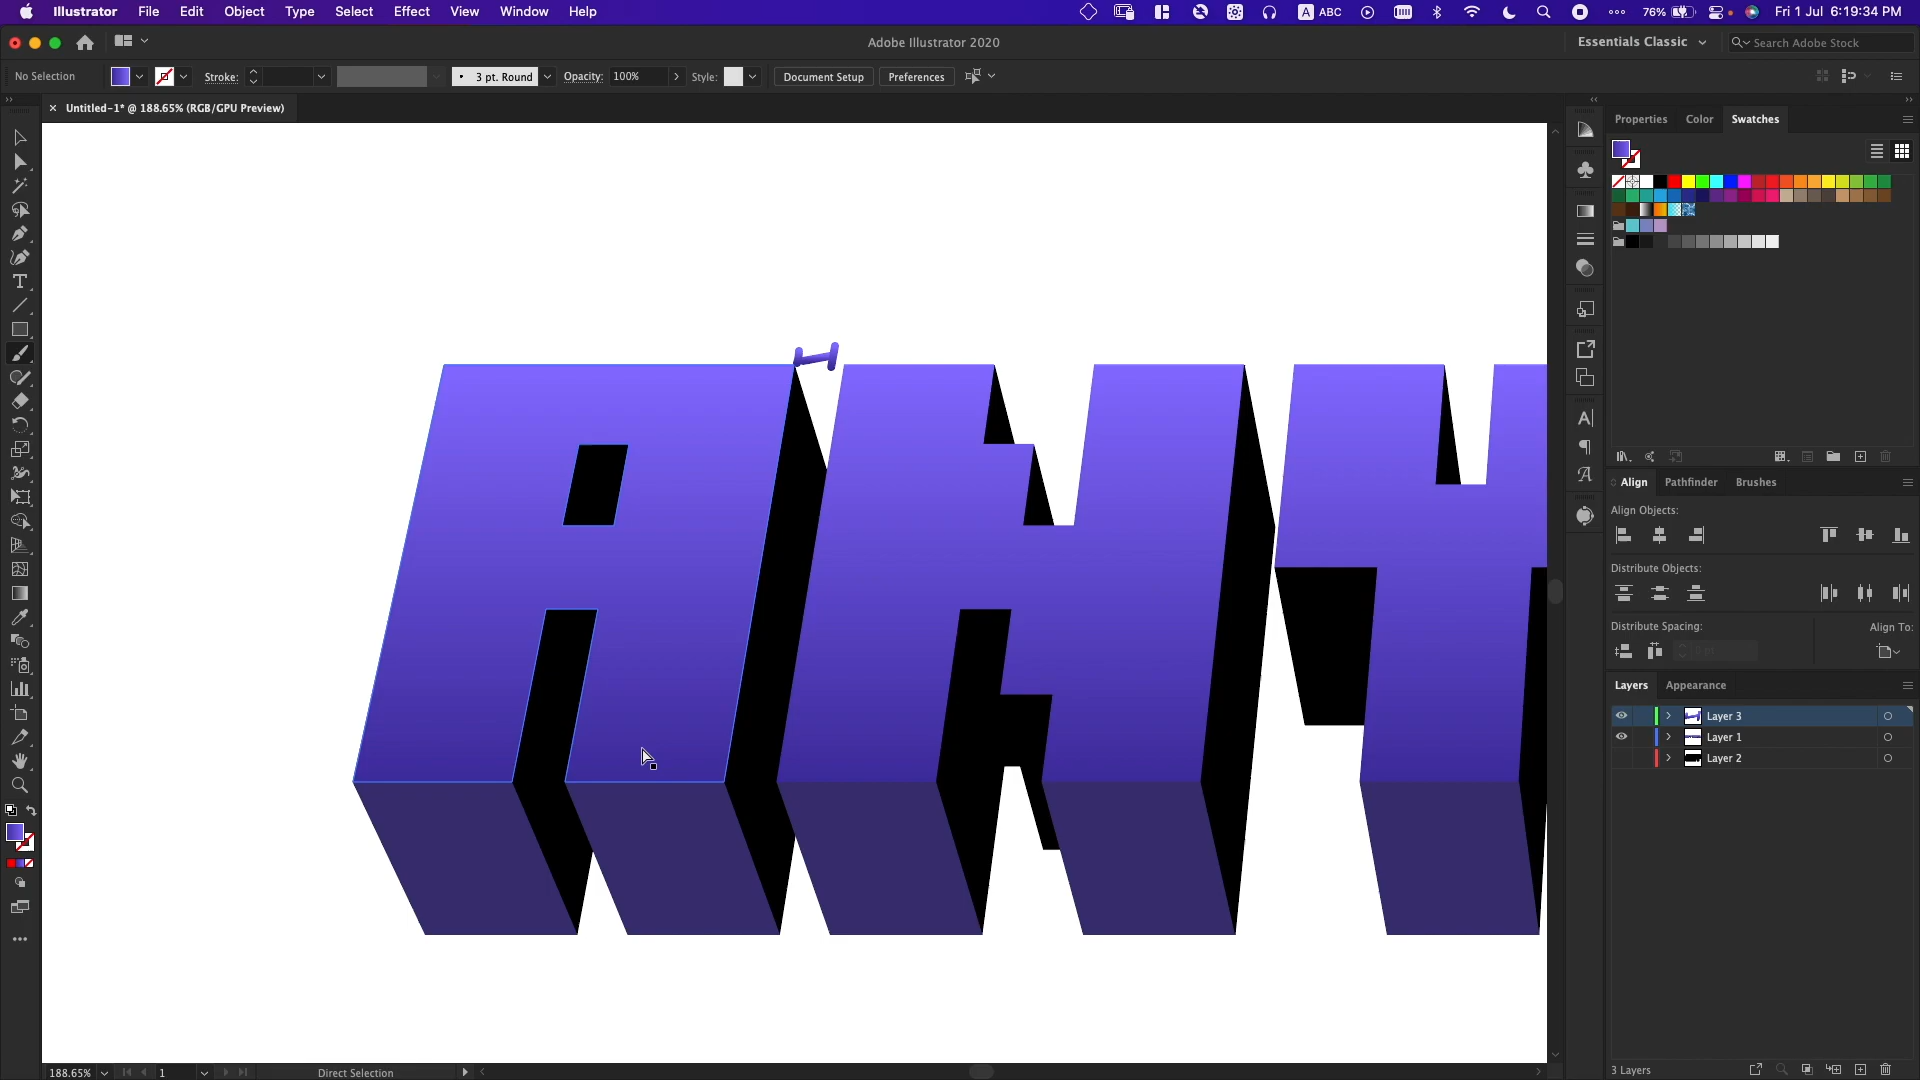 Illustrator File Edit Object Type Select Effect View Window Help
A ABC 76% Fri 1 Jul 6:19:34 PM
Adobe Illustrator 2020
Essentials Classic
Search Adobe Stock
No Selection
Stroke:
3 pt. Round
Opacity: 100%
Style:
Document Setup
Preferences
Untitled-1* @ 188.65% (RGB/GPU Preview)
Properties Color Swatches
ANY
Align Pathfinder Brushes
Align Objects:
Distribute Objects:
Distribute Spacing:
Align To:
0 pt
Layers Appearance
Layer 3
Layer 1
Layer 2
188.65%
1
Direct Selection
3 Layers